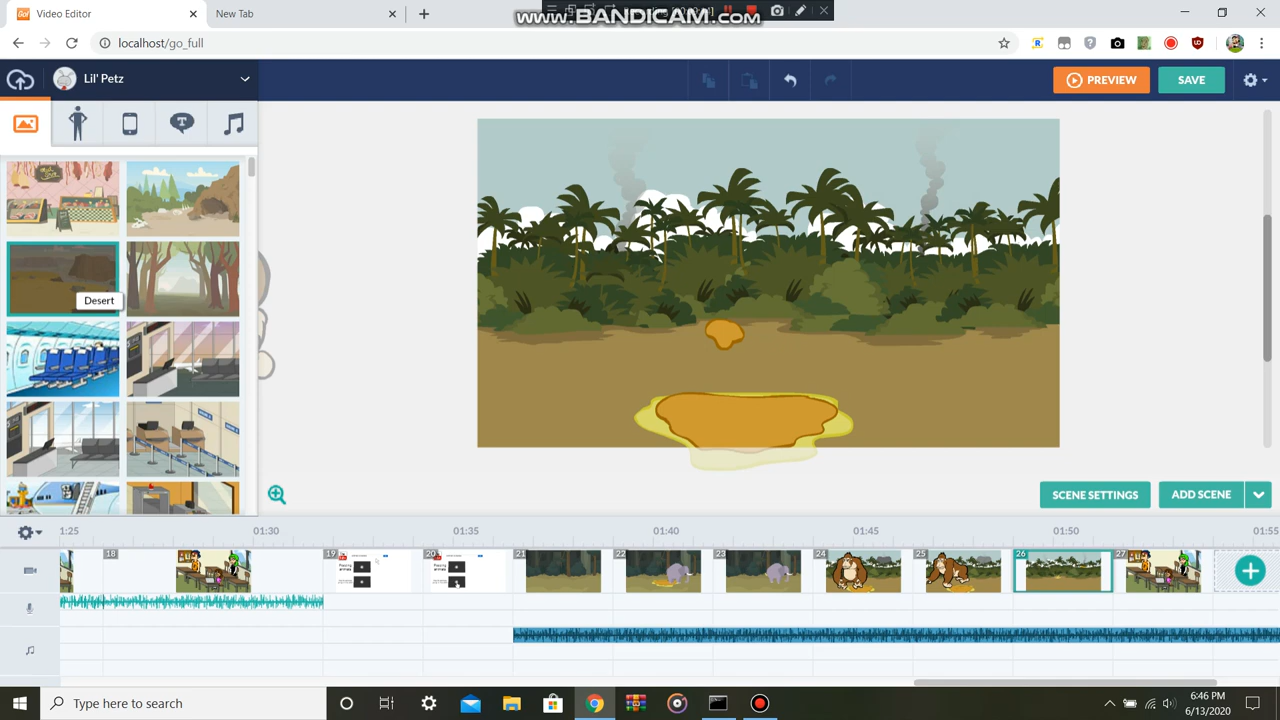 Video Editor
New Tab
www.BANDICAM.com
localhost/go_full
Lil' Petz
PREVIEW
SAVE
Desert
SCENE SETTINGS
ADD SCENE
1:25
01:30
01:35
01:40
01:45
01:50
01:55
18
19
20
21
22
23
24
25
26
27
Type here to search
6:46 PM
6/13/2020